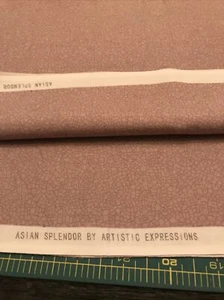 ASIAN SPLENDOR
ASIAN SPLENDOR BY ARTISTIC EXPRESSIONS